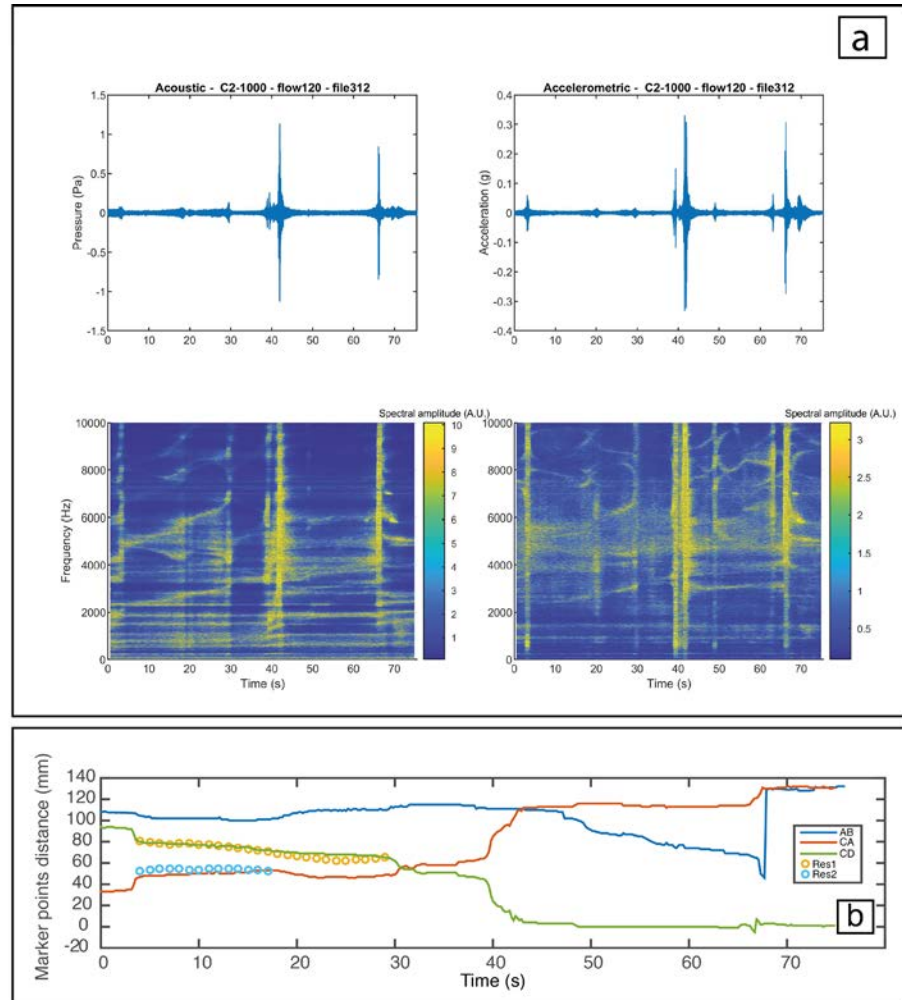 a
Acoustic - C2-1000 - flow120 - file312
1.5
1
0.5
0
-0.5
-1
-1.5
Pressure (Pa)
0 10 20 30 40 50 60 70
Accelerometric - C2-1000 - flow120 - file312
0.4
0.3
0.2
0.1
0
-0.1
-0.2
-0.3
-0.4
Acceleration (g)
0 10 20 30 40 50 60 70
Spectral amplitude (A.U.)
10000
8000
6000
4000
2000
0
Frequency (Hz)
0 10 20 30 40 50 60 70
Time (s)
10
9
8
7
6
5
4
3
2
1
Spectral amplitude (A.U.)
10000
8000
6000
4000
2000
0
0 10 20 30 40 50 60 70
Time (s)
3
2.5
2
1.5
1
0.5
Marker points distance (mm)
140
120
100
80
60
40
20
0
-20
0 10 20 30 40 50 60 70
Time (s)
AB
CA
CD
Res1
Res2
b